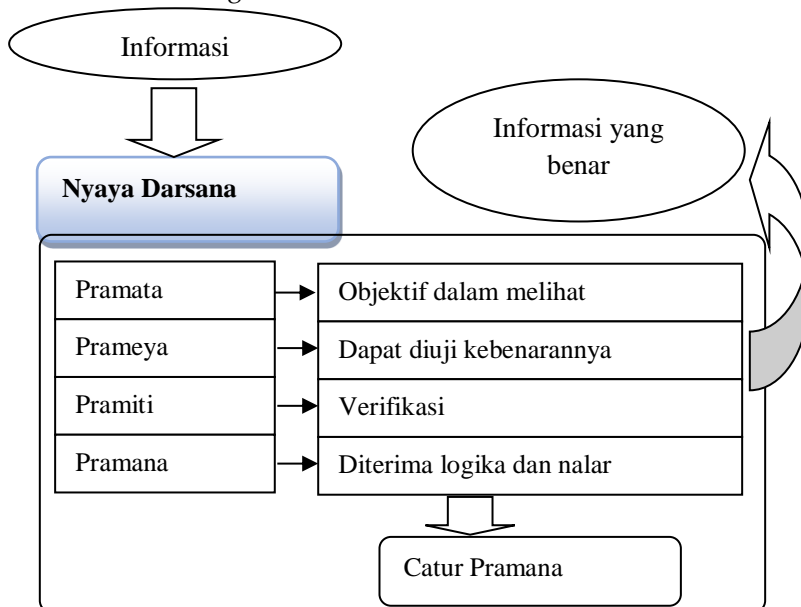 Informasi
Informasi yang
benar
Nyaya Darsana
Pramata
Objektif dalam melihat
Prameya
Dapat diuji kebenarannya
Pramiti
Verifikasi
Pramana
Diterima logika dan nalar
Catur Pramana